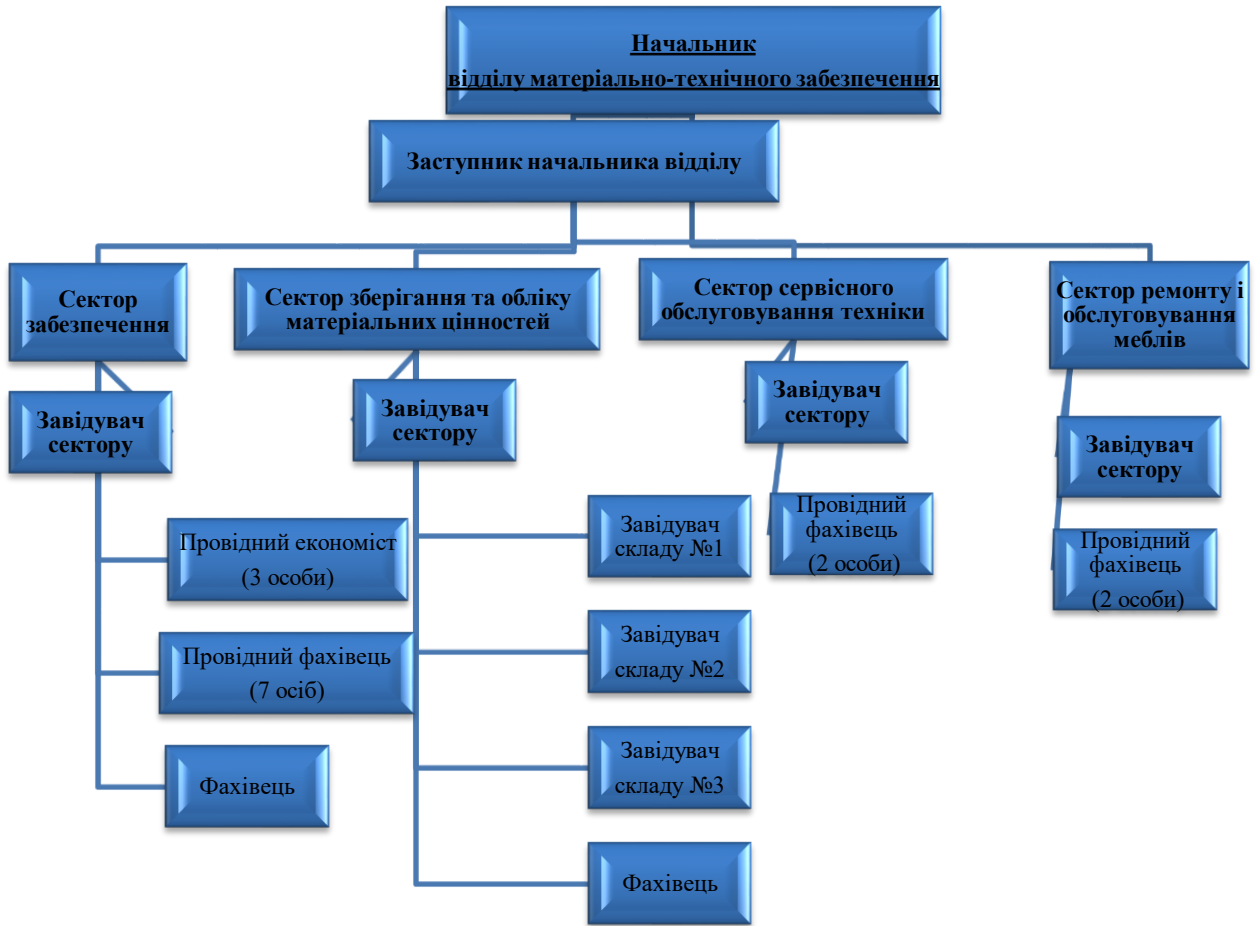 Начальник
відділу матеріально-технічного забезпечення
Заступник начальника відділу
Сектор
забезпечення
Завідувач
сектору
Провідний економіст
(3 особи)
Провідний фахівець
(7 осіб)
Фахівець
Сектор зберігання та обліку
матеріальних цінностей
Завідувач
сектору
Завідувач
складу №1
Завідувач
складу №2
Завідувач
складу №3
Фахівець
Сектор сервісного
обслуговування техніки
Завідувач
сектору
Провідний
фахівець
(2 особи)
Сектор ремонту і
обслуговування
меблів
Завідувач
сектору
Провідний
фахівець
(2 особи)